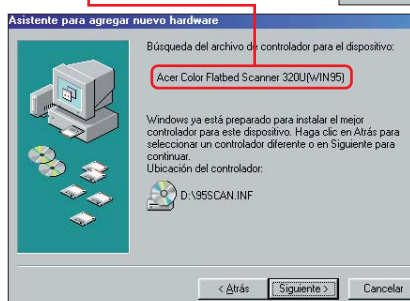 Asistente para agregar nuevo hardware
Búsqueda del archivo de controlador para el dispositivo:
Acer Color Flatbed Scanner 320U(WIN95)
Windows ya está preparado para instalar el mejor
controlador para este dispositivo. Haga clic en Atrás para
seleccionar un controlador diferente o en Siguiente para
continuar.
Ubicación del controlador:
D:\95SCAN.INF
< Atrás
Siguiente >
Cancelar